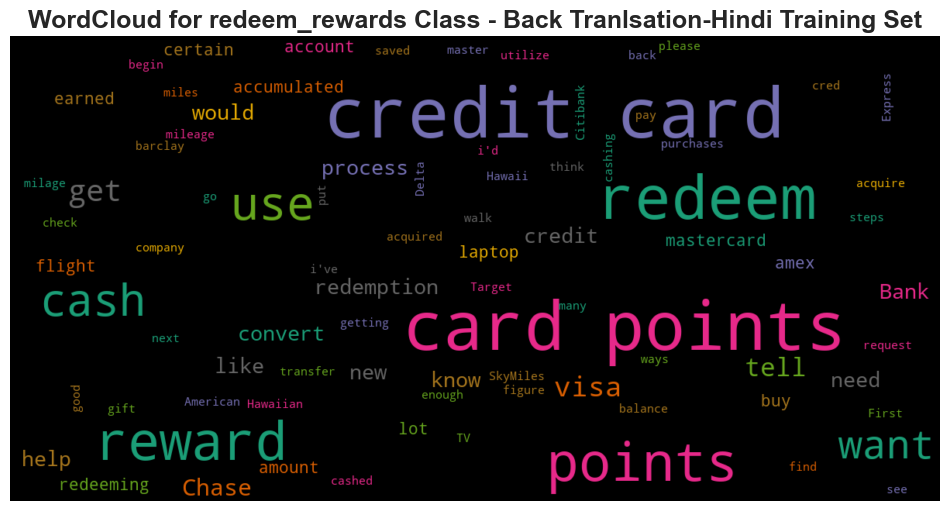 WordCloud for redeem_rewards Class - Back Tranlsation-Hindi Training Set
certain account saved master utilize back please
begin
earned miles accumulated would credit card Citibank pay cred Express
mileage barclay i'd purchases
milage get process Delta Hawaii think cashing acquire
go use put redeem steps
check walk
company acquired credit mastercard
flight laptop amex
i've redemption Target Bank
cash many
next convert getting card points request
like transfer new know SkyMiles ways tell need
figure visa
enough
good gift American Hawaiian balance buy First
reward lot TV want
help amount points find
redeeming Chase cashed see